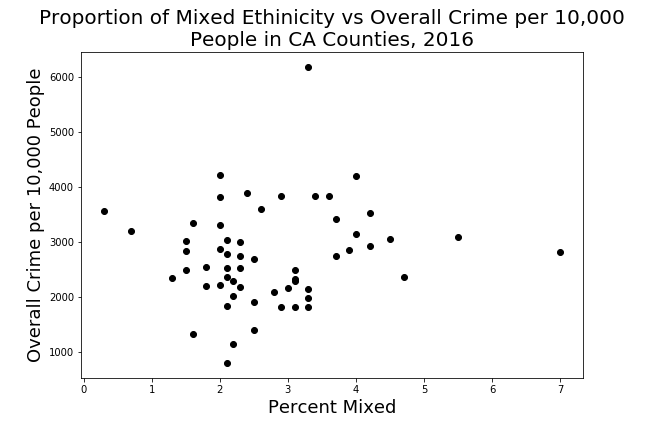 Proportion of Mixed Ethinicity vs Overall Crime per 10,000
People in CA Counties, 2016
Overall Crime per 10,000 People
6000
5000
4000
3000
2000
1000
0 1 2 3 4 5 6 7
Percent Mixed